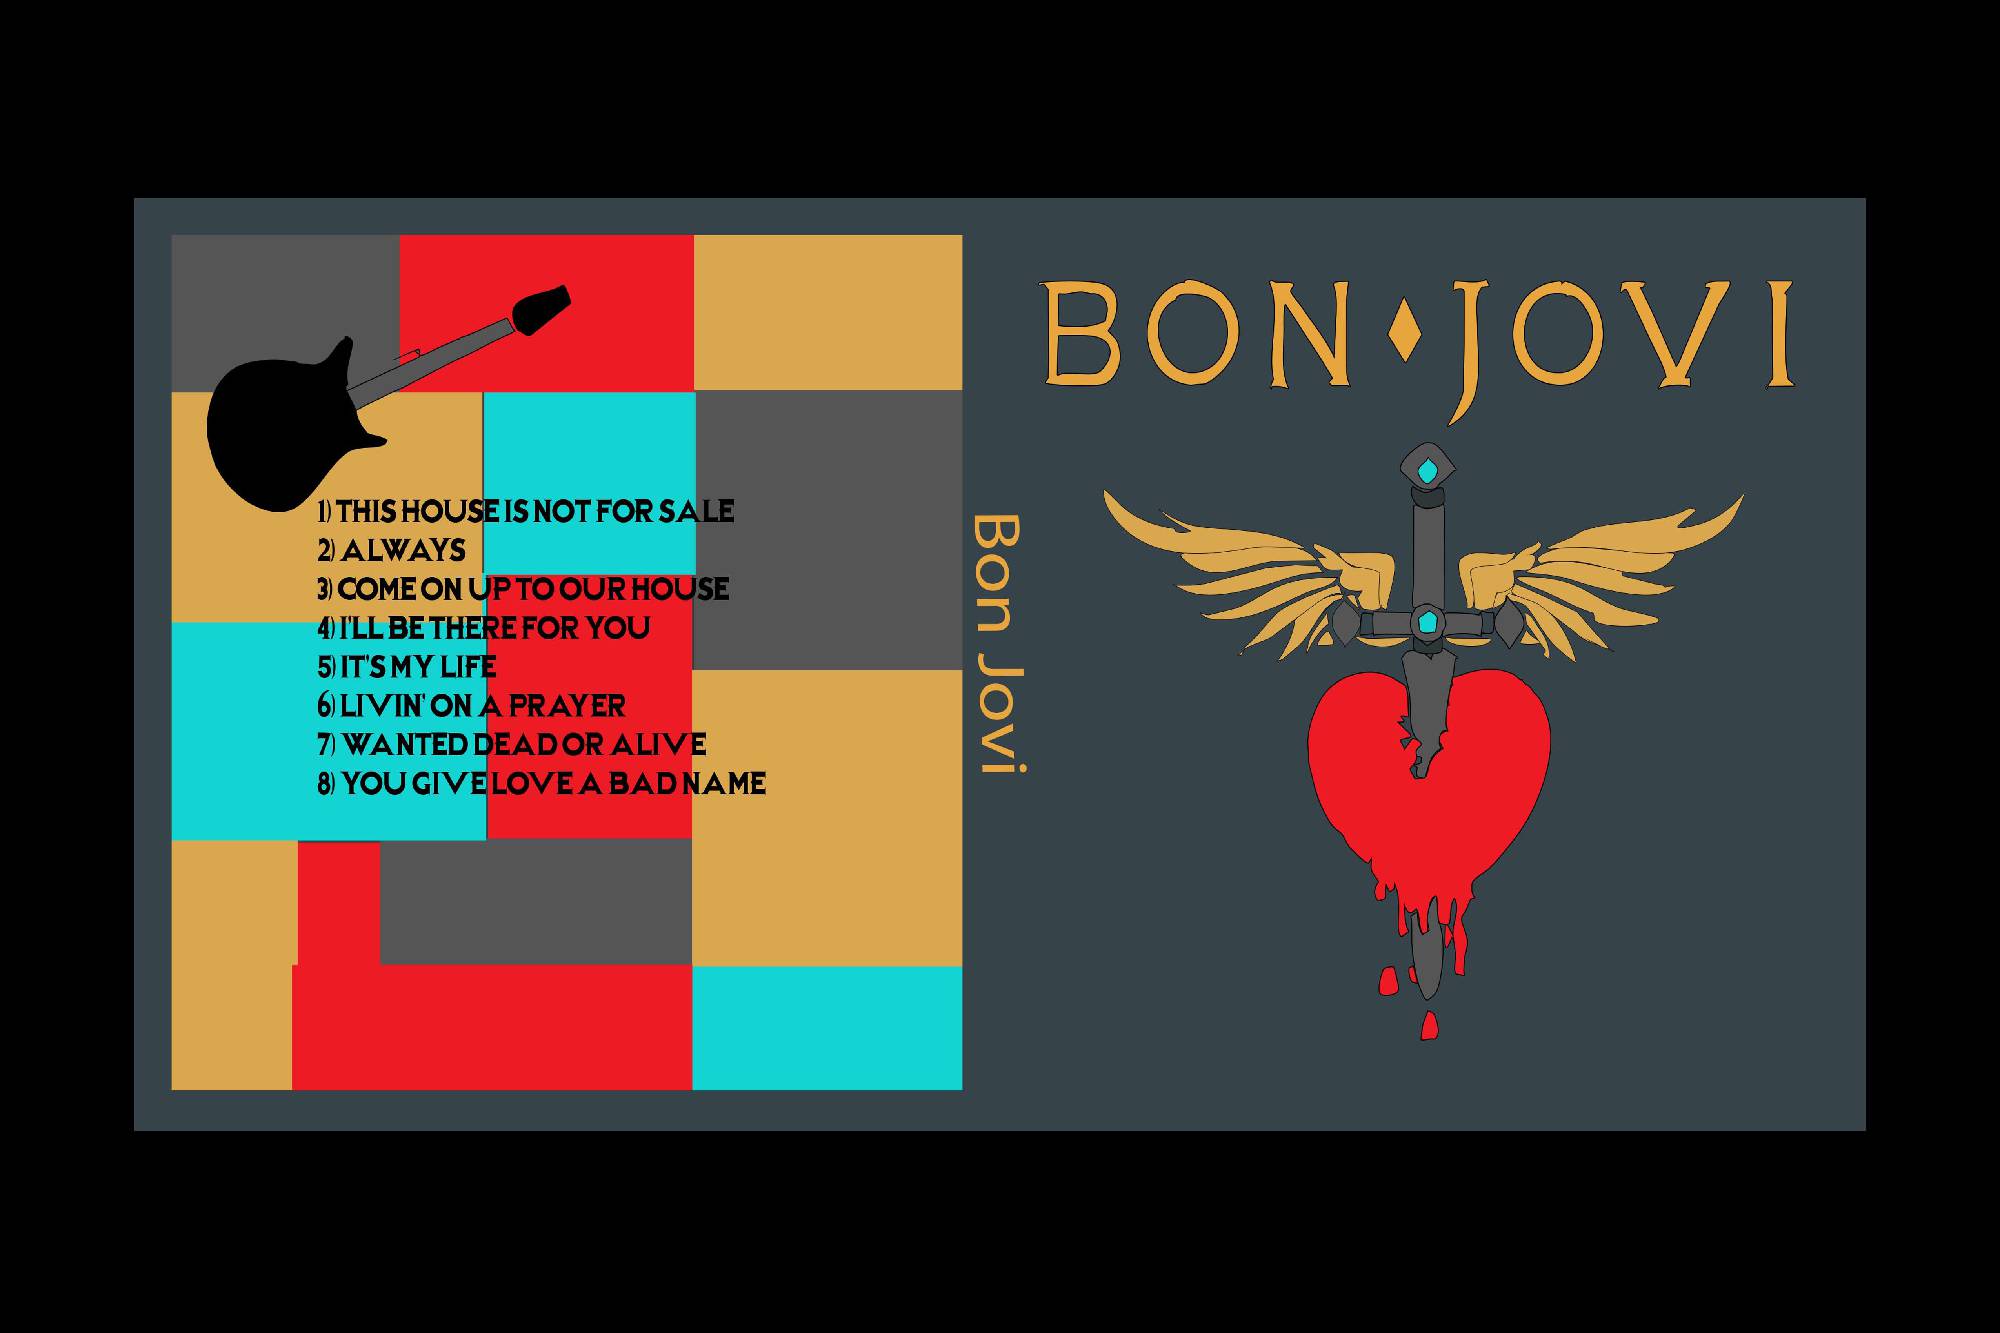 1) THIS HOUSE IS NOT FOR SALE
2) ALWAYS
3) COME ON UP TO OUR HOUSE
4) I'LL BE THERE FOR YOU
5) IT'S MY LIFE
6) LIVIN' ON A PRAYER
7) WANTED DEAD OR ALIVE
8) YOU GIVE LOVE A BAD NAME
Bon Jovi
BON♦JOVI